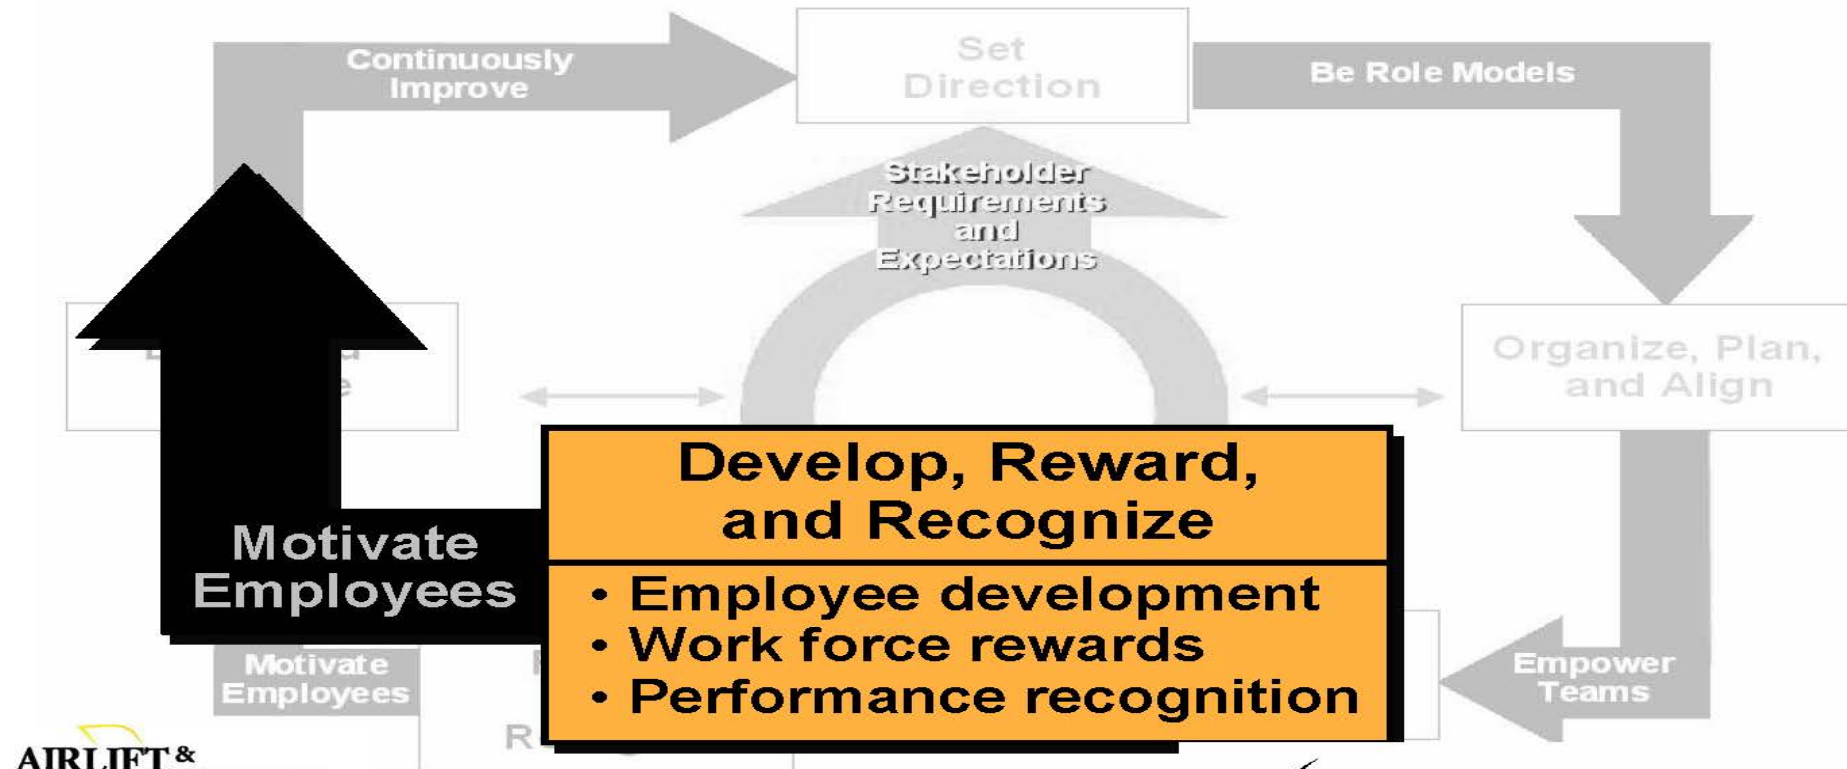 Continuously
Improve
Set
Direction
Be Role Models
Stakeholder
Requirements
and
Expectations
Organize, Plan,
and Align
Develop, Reward,
and Recognize
Motivate
Employees
• Employee development
• Work force rewards
• Performance recognition
Motivate
Employees
Empower
Teams
AIRLIFT &